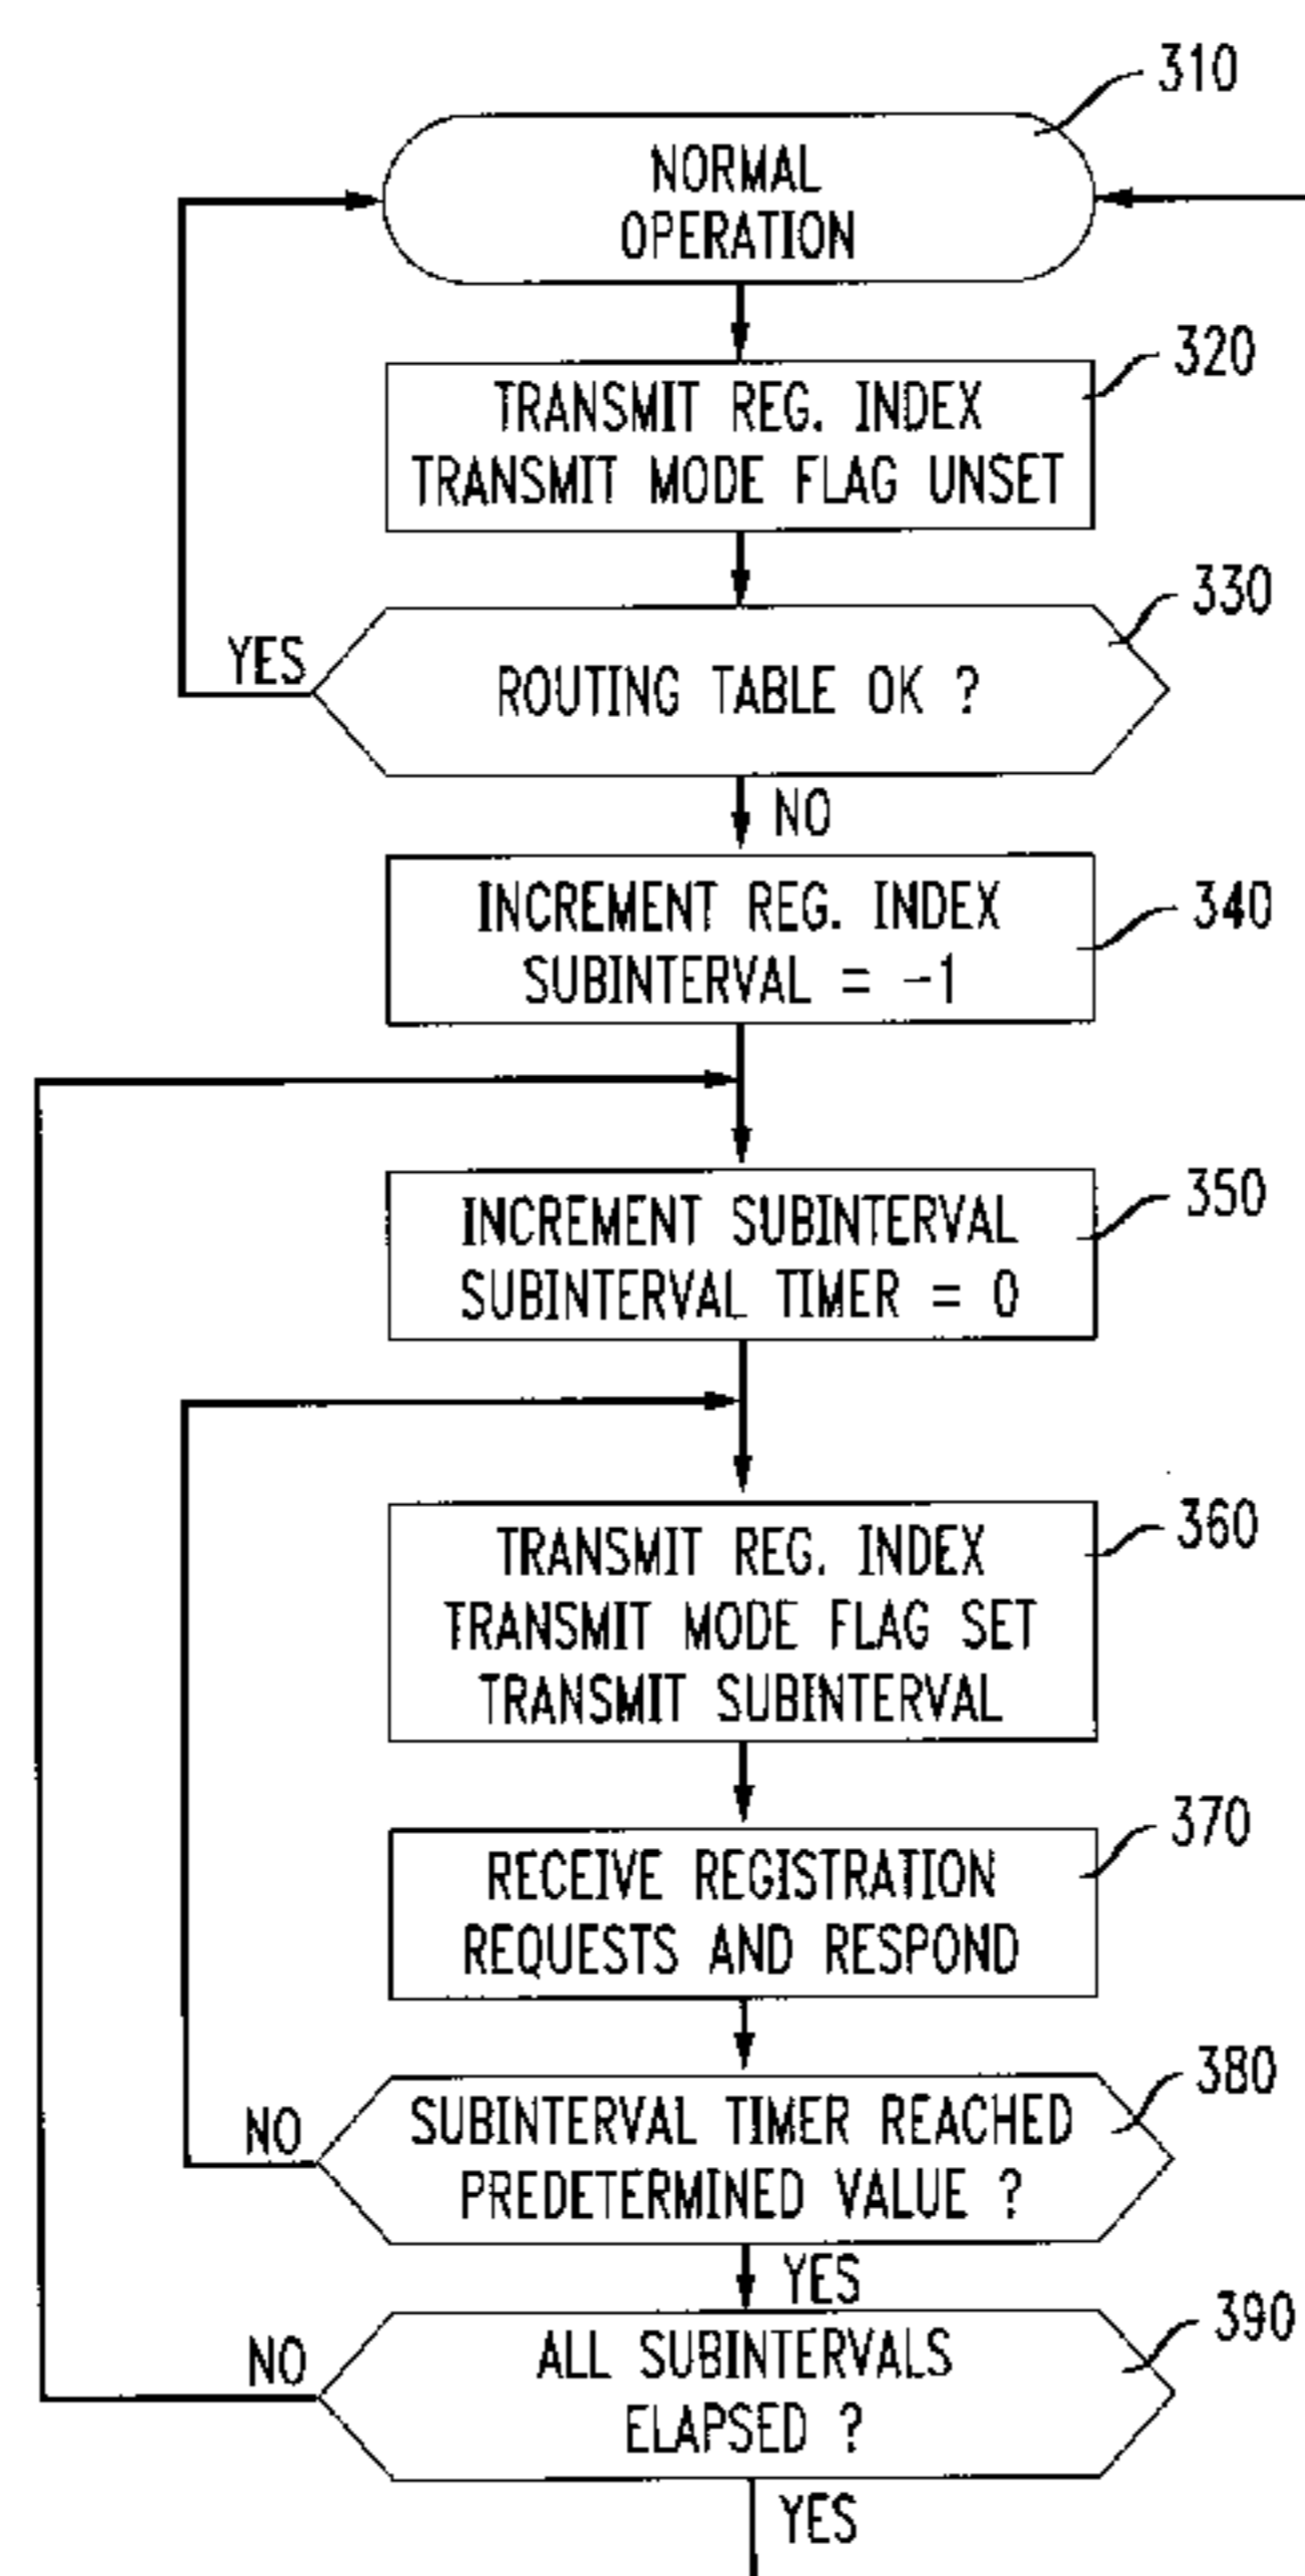 310
NORMAL
OPERATION
320
TRANSMIT REG. INDEX
TRANSMIT MODE FLAG UNSET
330
YES
ROUTING TABLE OK ?
NO
340
INCREMENT REG. INDEX
SUBINTERVAL = -1
350
INCREMENT SUBINTERVAL
SUBINTERVAL TIMER = 0
360
TRANSMIT REG. INDEX
TRANSMIT MODE FLAG SET
TRANSMIT SUBINTERVAL
370
RECEIVE REGISTRATION
REQUESTS AND RESPOND
380
NO
SUBINTERVAL TIMER REACHED
PREDETERMINED VALUE ?
YES
390
NO
ALL SUBINTERVALS
ELAPSED ?
YES